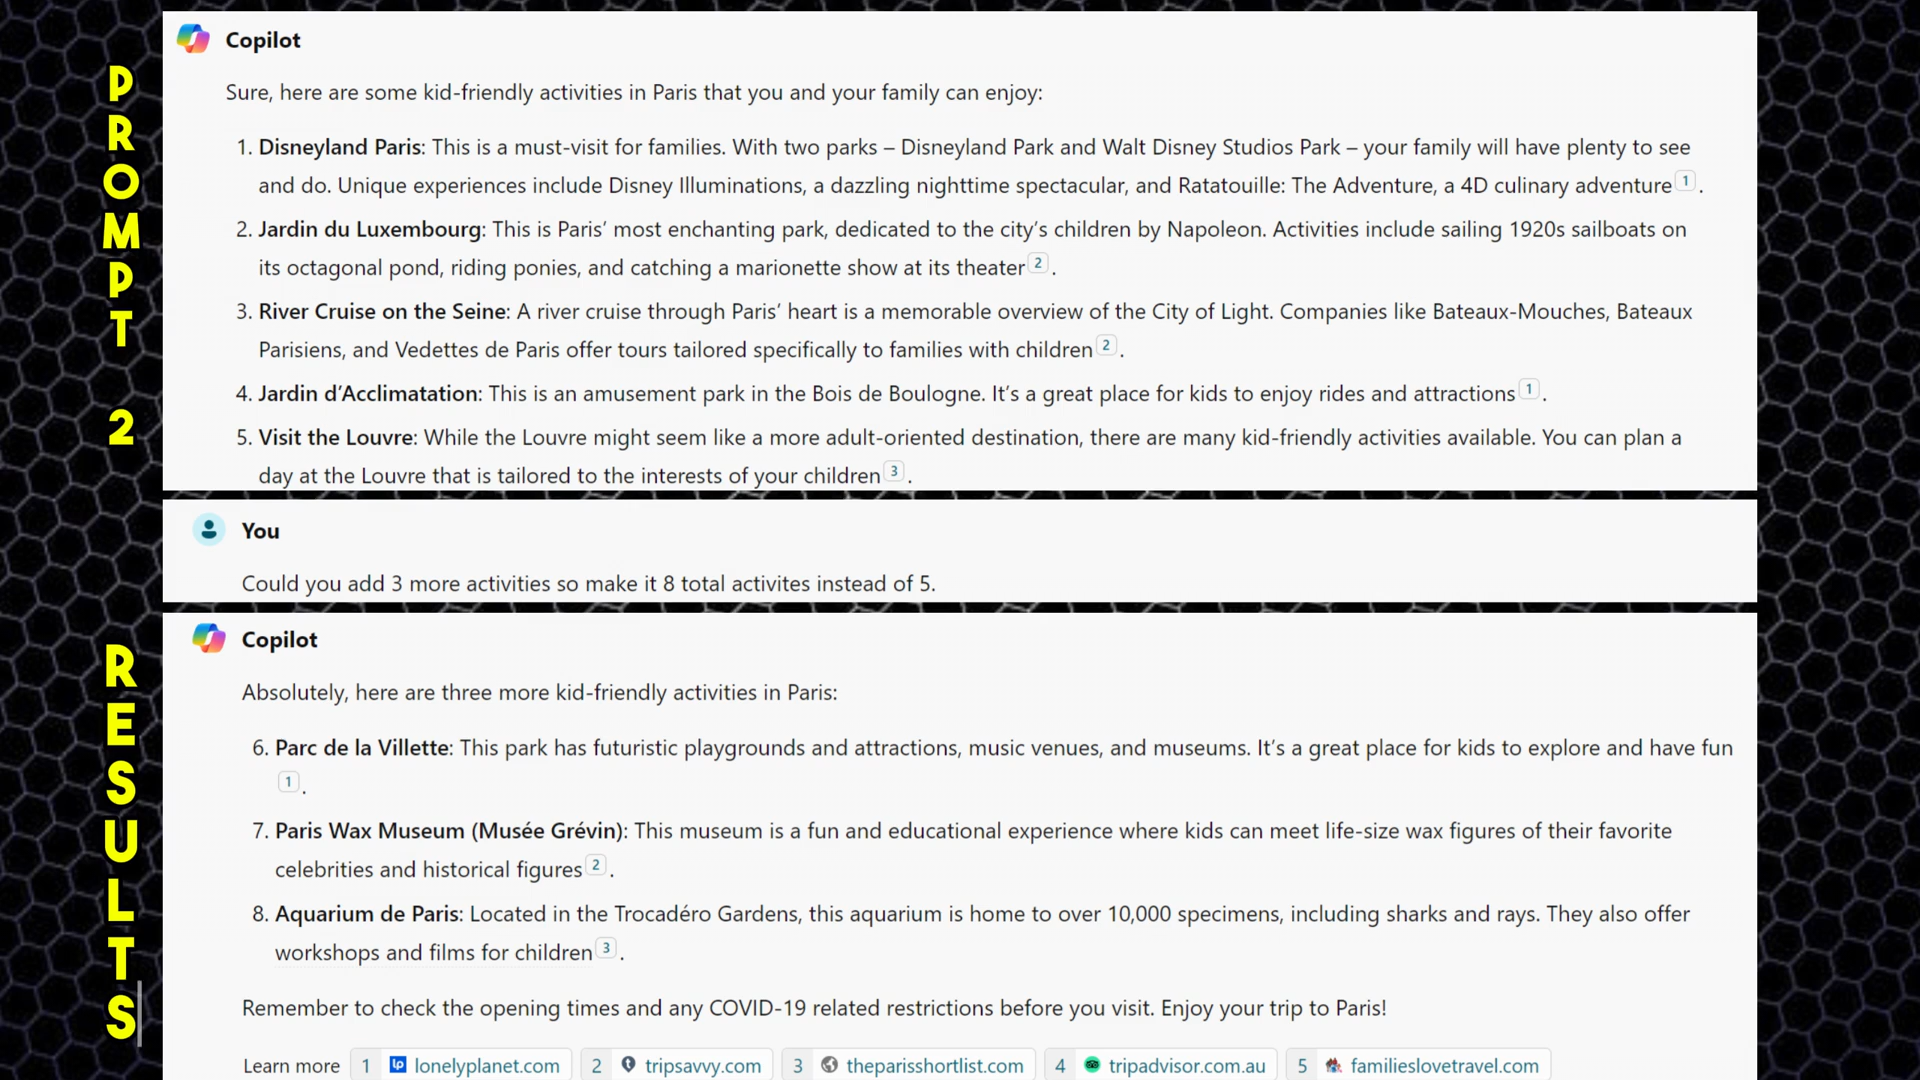 Copilot
Sure, here are some kid-friendly activities in Paris that you and your family can enjoy:
1. Disneyland Paris: This is a must-visit for families. With two parks – Disneyland Park and Walt Disney Studios Park – your family will have plenty to see
and do. Unique experiences include Disney Illuminations, a dazzling nighttime spectacular, and Ratatouille: The Adventure, a 4D culinary adventure 1 .
2. Jardin du Luxembourg: This is Paris’ most enchanting park, dedicated to the city’s children by Napoleon. Activities include sailing 1920s sailboats on
its octagonal pond, riding ponies, and catching a marionette show at its theater 2 .
3. River Cruise on the Seine: A river cruise through Paris’ heart is a memorable overview of the City of Light. Companies like Bateaux-Mouches, Bateaux
Parisiens, and Vedettes de Paris offer tours tailored specifically to families with children 2 .
4. Jardin d’Acclimatation: This is an amusement park in the Bois de Boulogne. It’s a great place for kids to enjoy rides and attractions 1 .
5. Visit the Louvre: While the Louvre might seem like a more adult-oriented destination, there are many kid-friendly activities available. You can plan a
day at the Louvre that is tailored to the interests of your children 3 .
PROMPT 2
You
Could you add 3 more activities so make it 8 total activites instead of 5.
RESULTS
Copilot
Absolutely, here are three more kid-friendly activities in Paris:
6. Parc de la Villette: This park has futuristic playgrounds and attractions, music venues, and museums. It’s a great place for kids to explore and have fun
1 .
7. Paris Wax Museum (Musée Grévin): This museum is a fun and educational experience where kids can meet life-size wax figures of their favorite
celebrities and historical figures 2 .
8. Aquarium de Paris: Located in the Trocadéro Gardens, this aquarium is home to over 10,000 specimens, including sharks and rays. They also offer
workshops and films for children 3 .
Remember to check the opening times and any COVID-19 related restrictions before you visit. Enjoy your trip to Paris!
Learn more 1 lp lonelyplanet.com 2 tripsavvy.com 3 theparisshortlist.com 4 tripadvisor.com.au 5 familieslovetravel.com